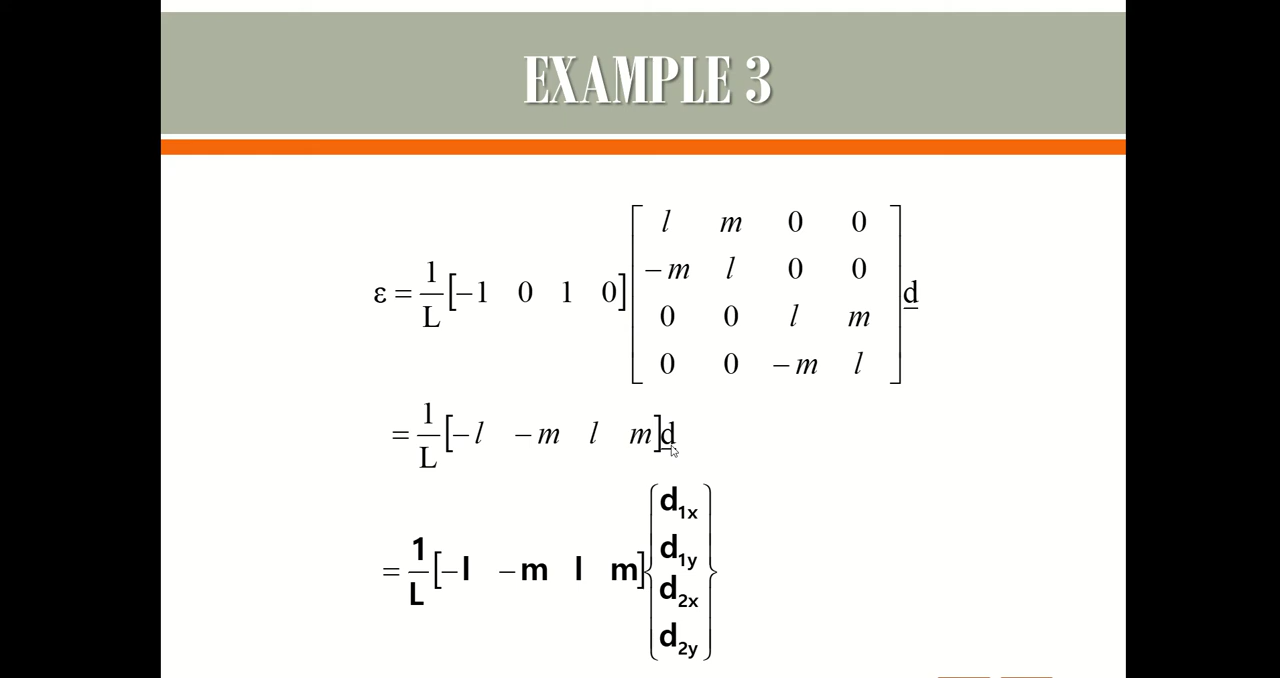 EXAMPLE 3
ε = 1/L [−1 0 1 0] [l m 0 0
−m l 0 0
0 0 l m
0 0 −m l] d
= 1/L [−l −m l m] d
= 1/L [−l −m l m] {d1x
d1y
d2x
d2y}